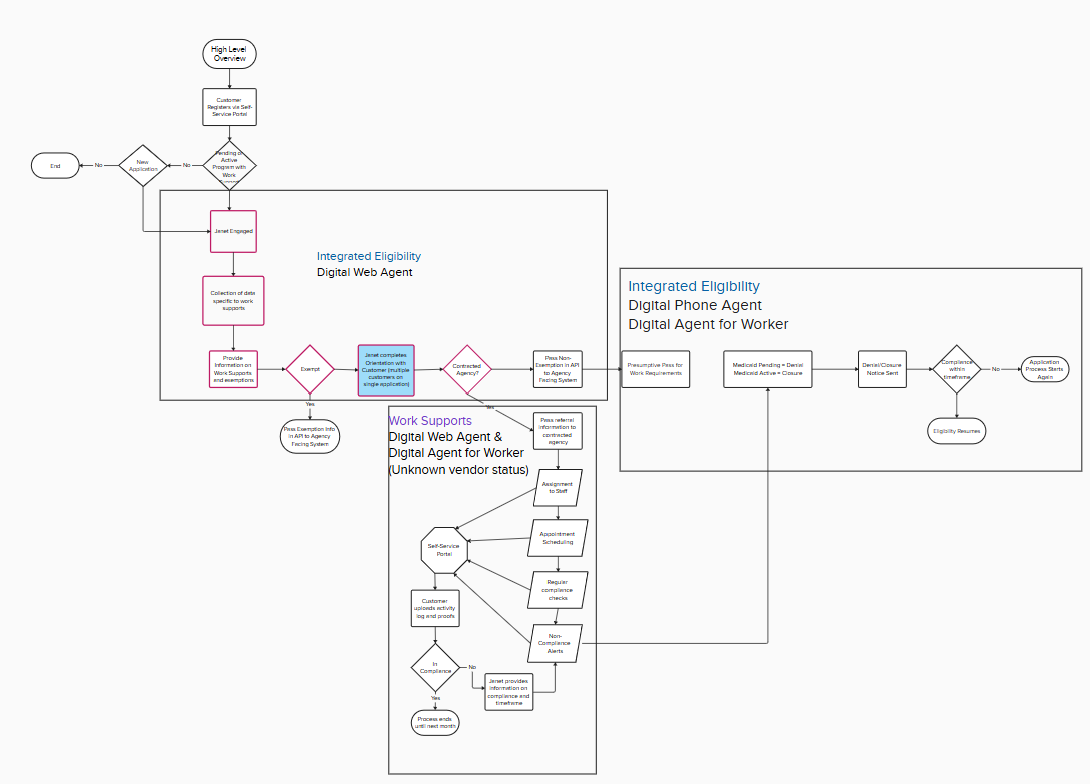 High Level
Overview
Customer
Registers via Self-
Service Portal
Pending or
Active
Program with
Work
New
Application
No
No
End
Janet Engaged
Integrated Eligibility
Digital Web Agent
Collection of data
specific to work
supports
Provide
Information on
Work Supports
and exemptions
Exempt
Janet completes
Orientation with
Customer (multiple
customers on
single application)
Contracted
Agency?
Pass Non-
Exemption in API
to Agency
Facing System
Yes
Pass Exemption Info
in API to Agency
Facing System
Yes
Integrated Eligibility
Digital Phone Agent
Digital Agent for Worker
Presumptive Pass for
Work Requirements
Medicaid Pending = Denial
Medicaid Active = Closure
Denial/Closure
Notice Sent
Compliance
within
timeframe
No
Application
Process Starts
Again
Eligibility Resumes
Work Supports
Digital Web Agent &
Digital Agent for Worker
(Unknown vendor status)
Pass referral
information to
contracted
agency
Assignment
to Staff
Appointment
Scheduling
Regular
compliance
checks
Non-
Compliance
Alerts
Self-Service
Portal
Customer
uploads activity
log and proofs
In
Compliance
No
Janet provides
information on
compliance and
timeframe
Yes
Process ends
until next month